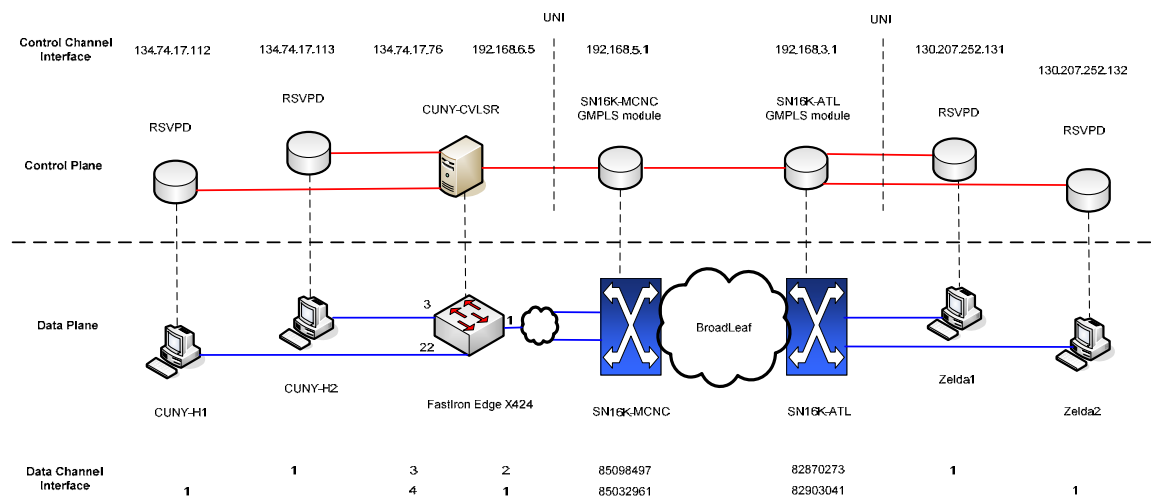 UNI
UNI
Control Channel
Interface
134.74.17.112
134.74.17.113
134.74.17.76
192.168.6.5
192.168.5.1
192.168.3.1
130.207.252.131
130.207.252.132
RSVPD
RSVPD
CUNY-CVLSR
SN16K-MCNC
GMPLS module
SN16K-ATL
GMPLS module
RSVPD
RSVPD
Control Plane
Data Plane
3
1
22
BroadLeaf
CUNY-H1
CUNY-H2
FastIron Edge X424
SN16K-MCNC
SN16K-ATL
Zelda1
Zelda2
Data Channel
Interface
1 3 2 85098497 82870273 1
1 4 1 85032961 82903041 1